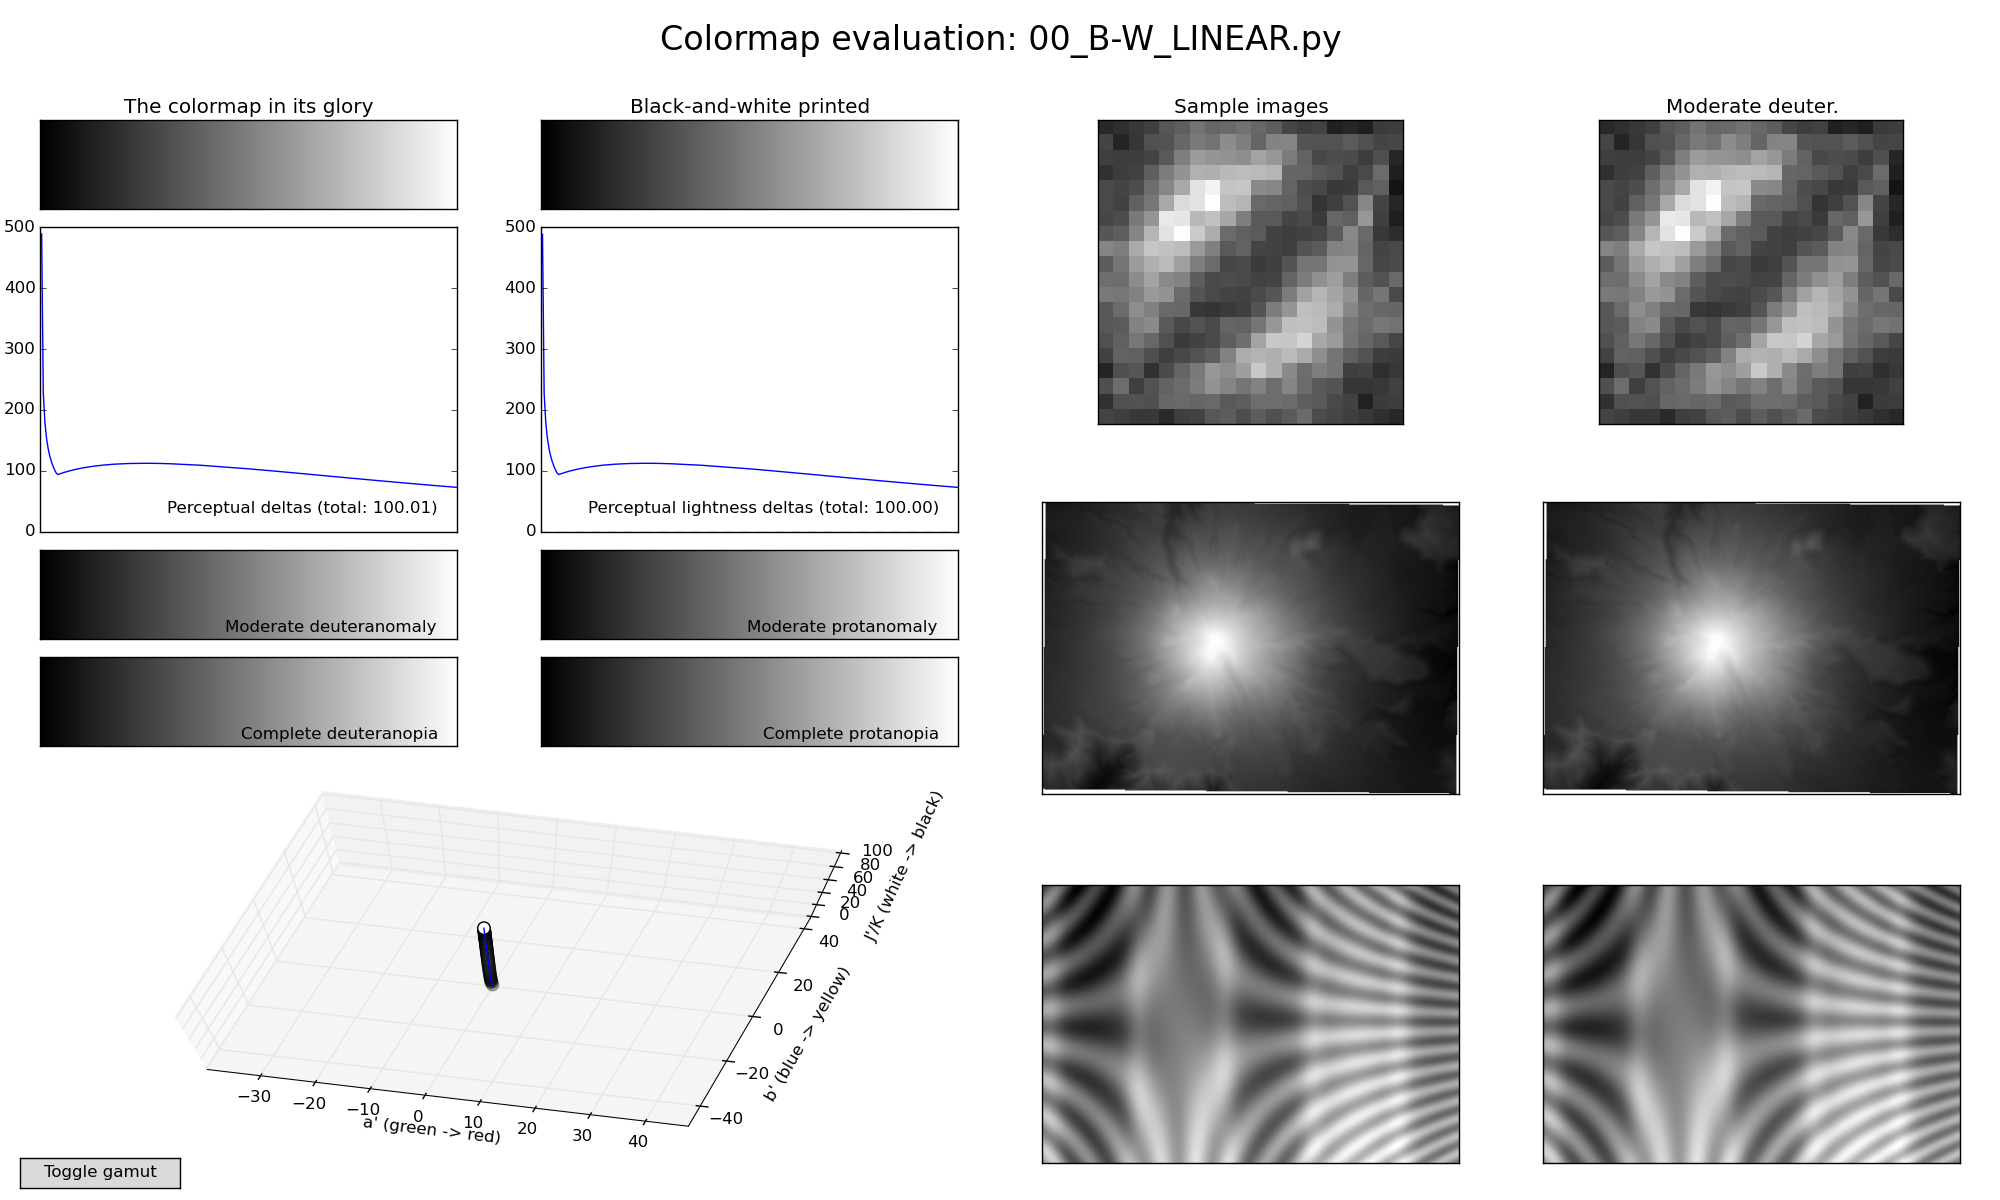 Colormap evaluation: 00_B-W_LINEAR.py
The colormap in its glory
Black-and-white printed
Sample images
Moderate deuter.
500
400
300
200
100
0
Perceptual deltas (total: 100.01)
500
400
300
200
100
0
Perceptual lightness deltas (total: 100.00)
Moderate deuteranomaly
Moderate protanomaly
Complete deuteranopia
Complete protanopia
100
80
60
40
20
0
J'/K (white -> black)
40
20
0
−20
−40
b' (blue -> yellow)
−30
−20
−10
0
10
20
30
40
a' (green -> red)
Toggle gamut